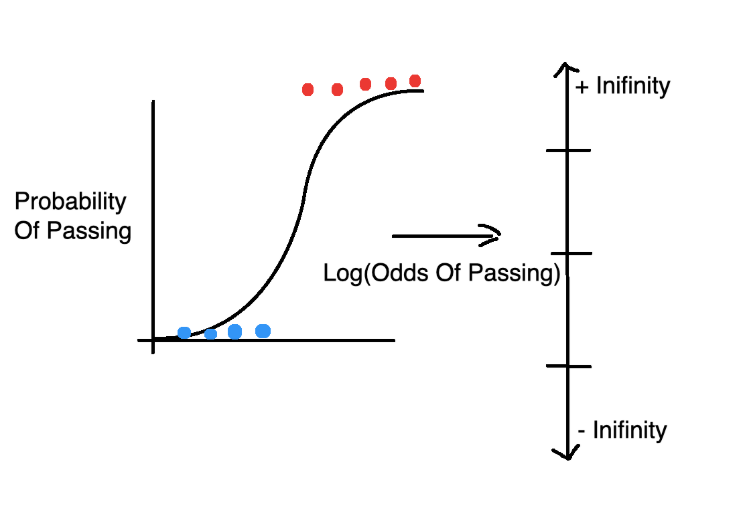 Probability
Of Passing
+ Inifinity
Log(Odds Of Passing)
- Inifinity